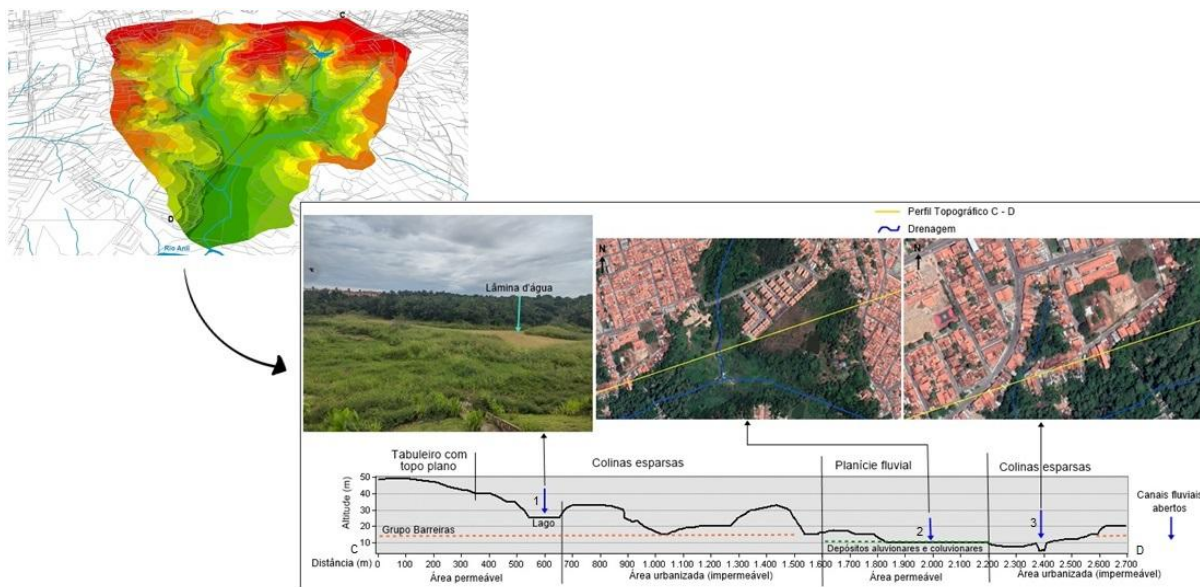 C
D
Rio Anil
Perfil Topográfico C - D
Drenagem
Lâmina d'água
N
N
Tabuleiro com
topo plano
Colinas esparsas
Planície fluvial
Colinas esparsas
Altitude (m)
50
40
30
20
10
1
Lago
2
3
Grupo Barreiras
Depósitos aluvionares e coluvionares
Canais fluviais
abertos
C
D
Distância (m)
0 100 200 300 400 500 600 700 800 900 1.000 1.100 1.200 1.300 1.400 1.500 1.600 1.700 1.800 1.900 2.000 2.100 2.200 2.300 2.400 2.500 2.600 2.700
Área permeável
Área urbanizada (impermeável)
Área permeável
Área urbanizada (impermeável)